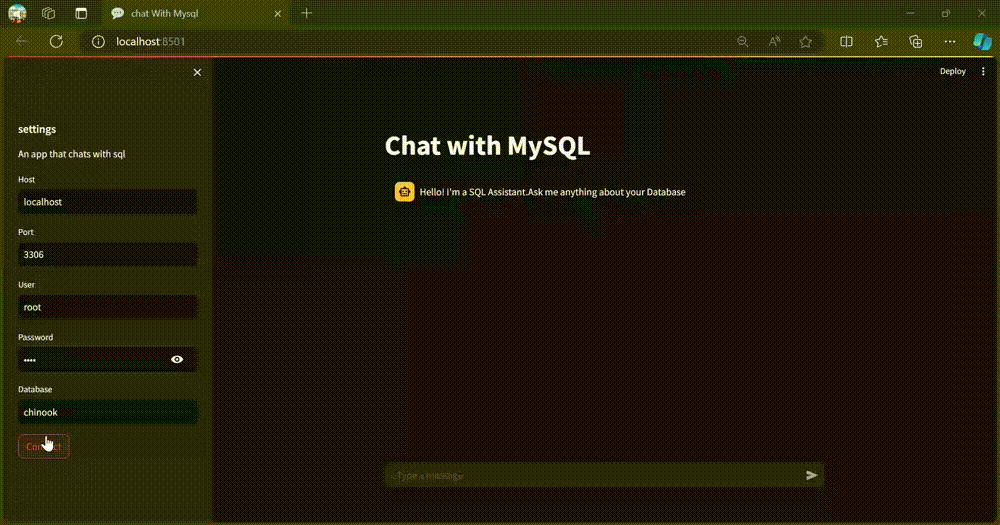 chat With Mysql
localhost:8501
Deploy
settings
An app that chats with sql
Host
localhost
Port
3306
User
root
Password
••••
Database
chinook
Connect
Chat with MySQL
Hello! I'm a SQL Assistant.Ask me anything about your Database
Type a message